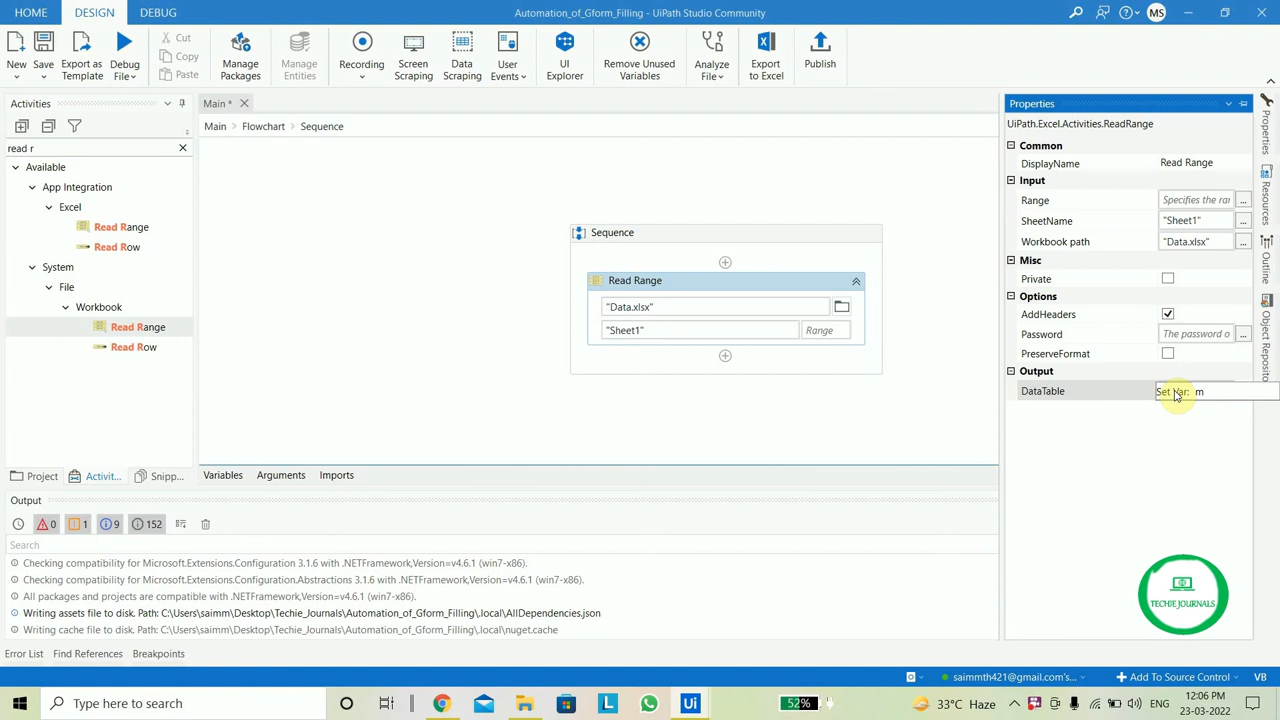 HOME DESIGN DEBUG
Automation_of_Gform_Filling - UiPath Studio Community
MS
New Save Export as Template Debug File Cut Copy Paste Manage Packages Manage Entities Recording Screen Scraping Data Scraping User Events UI Explorer Remove Unused Variables Analyze File Export to Excel Publish
Activities
read r
Available
App Integration
Excel
Read Range
Read Row
System
File
Workbook
Read Range
Read Row
Project Activit... Snipp...
Main *
Main > Flowchart > Sequence
Sequence
Read Range
"Data.xlsx"
"Sheet1" Range
Variables Arguments Imports
Properties
UiPath.Excel.Activities.ReadRange
Common
DisplayName Read Range
Input
Range Specifies the rar ...
SheetName "Sheet1" ...
Workbook path "Data.xlsx" ...
Misc
Private
Options
AddHeaders
Password The password o ...
PreserveFormat
Output
DataTable Set Var: m
Properties
Resources
Outline
Object Reposito
TECHIE JOURNALS
Output
0 1 9 152
Search
Checking compatibility for Microsoft.Extensions.Configuration 3.1.6 with .NETFramework,Version=v4.6.1 (win7-x86).
Checking compatibility for Microsoft.Extensions.Configuration.Abstractions 3.1.6 with .NETFramework,Version=v4.6.1 (win7-x86).
All packages and projects are compatible with .NETFramework,Version=v4.6.1 (win7-x86).
Writing assets file to disk. Path: C:\Users\saimm\Desktop\Techie_Journals\Automation_of_Gform_Filling\.local\AllDependencies.json
Writing cache file to disk. Path: C:\Users\saimm\Desktop\Techie_Journals\Automation_of_Gform_Filling\.local\nuget.cache
Error List Find References Breakpoints
saimmth421@gmail.com's... Add To Source Control VB
Type here to search
L
Ui
52%
33°C Haze
ENG
12:06 PM
23-03-2022